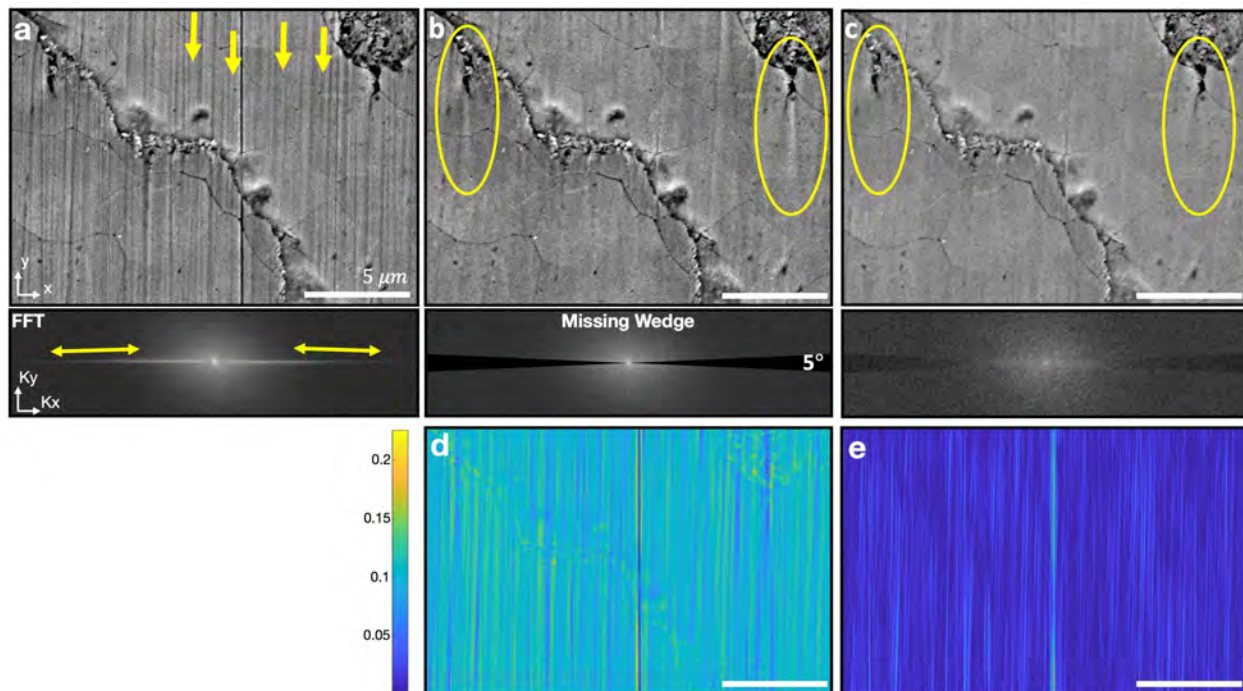 a
b
c
y
x
5 μm
FFT
Ky
Kx
Missing Wedge
5°
d
e
0.2
0.15
0.1
0.05